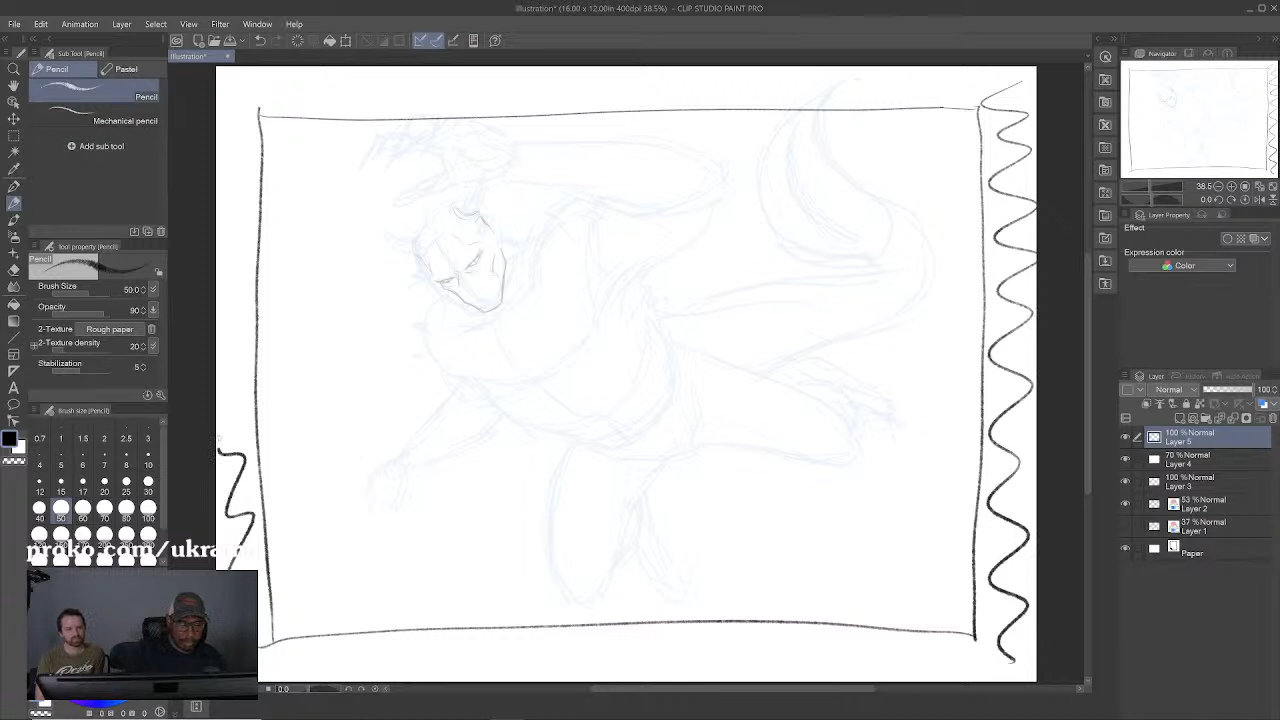 Illustration* (16.00 x 12.00in 400dpi 38.5%) - CLIP STUDIO PAINT PRO
File Edit Animation Layer Select View Filter Window Help
Illustration*
Sub Tool [Pencil]
Pencil Pastel
Pencil
Mechanical pencil
Add sub tool
Tool property [Pencil]
Pencil
Brush Size 50.0
Opacity 90
2-Texture Rough paper
2-Texture density 20
Stabilization 5
Brush size [Pencil]
0.7 1 1.5 2 2.5 3
4 5 6 7 8 10
12 15 17 20 25 30
40 50 60 70 80 100
Navigator
38.5
0.0
Layer Property
Effect
Expression color
Color
Layer
Normal 100
100 % Normal
Layer 5
70 % Normal
Layer 4
100 % Normal
Layer 3
53 % Normal
Layer 2
37 % Normal
Layer 1
Paper
0.0